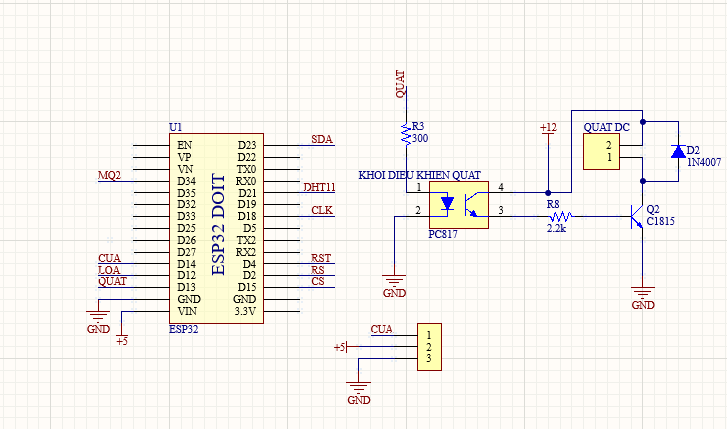 U1
ESP32 DOIT
EN
VP
VN
D34
D35
D32
D33
D25
D26
D27
D14
D12
D13
GND
VIN
D23
D22
TX0
RX0
D21
D19
D18
D5
TX2
RX2
D4
D2
D15
GND
3.3V
MQ2
CUA
LOA
QUAT
GND
+5
ESP32
SDA
DHT11
CLK
RST
RS
CS
QUAT
R3
300
KHOI DIEU KHIEN QUAT
1
2
4
3
PC817
GND
+12
R8
2.2k
QUAT DC
2
1
D2
1N4007
Q2
C1815
GND
CUA
+5
1
2
3
GND